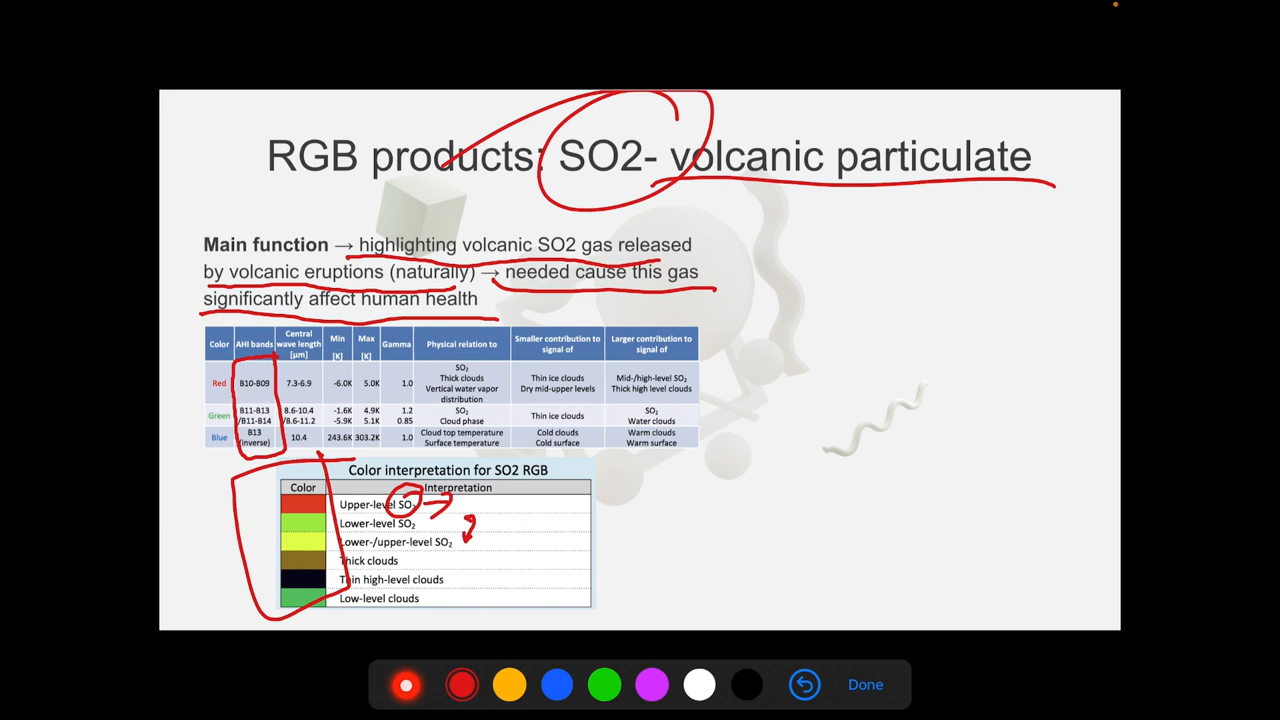 RGB products: SO2- volcanic particulate
Main function → highlighting volcanic SO2 gas released
by volcanic eruptions (naturally) → needed cause this gas
significantly affect human health
Color AHI bands Central wave length [μm] Min [K] Max [K] Gamma Physical relation to Smaller contribution to signal of Larger contribution to signal of
Red B10-B09 7.3-6.9 -6.0K 5.0K 1.0 SO2 Thick clouds Vertical water vapor distribution Thin ice clouds Dry mid-upper levels Mid-/high-level SO2 Thick high level clouds
Green B11-B13 /B11-B14 8.6-10.4 /8.6-11.2 -1.6K -5.9K 4.9K 5.1K 1.2 0.85 SO2 Cloud phase Thin ice clouds SO2 Water clouds
Blue B13 (inverse) 10.4 243.6K 303.2K 1.0 Cloud top temperature Surface temperature Cold clouds Cold surface Warm clouds Warm surface
Color interpretation for SO2 RGB
Color Interpretation
Upper-level SO2
Lower-level SO2
Lower-/upper-level SO2
Thick clouds
Thin high-level clouds
Low-level clouds
Done